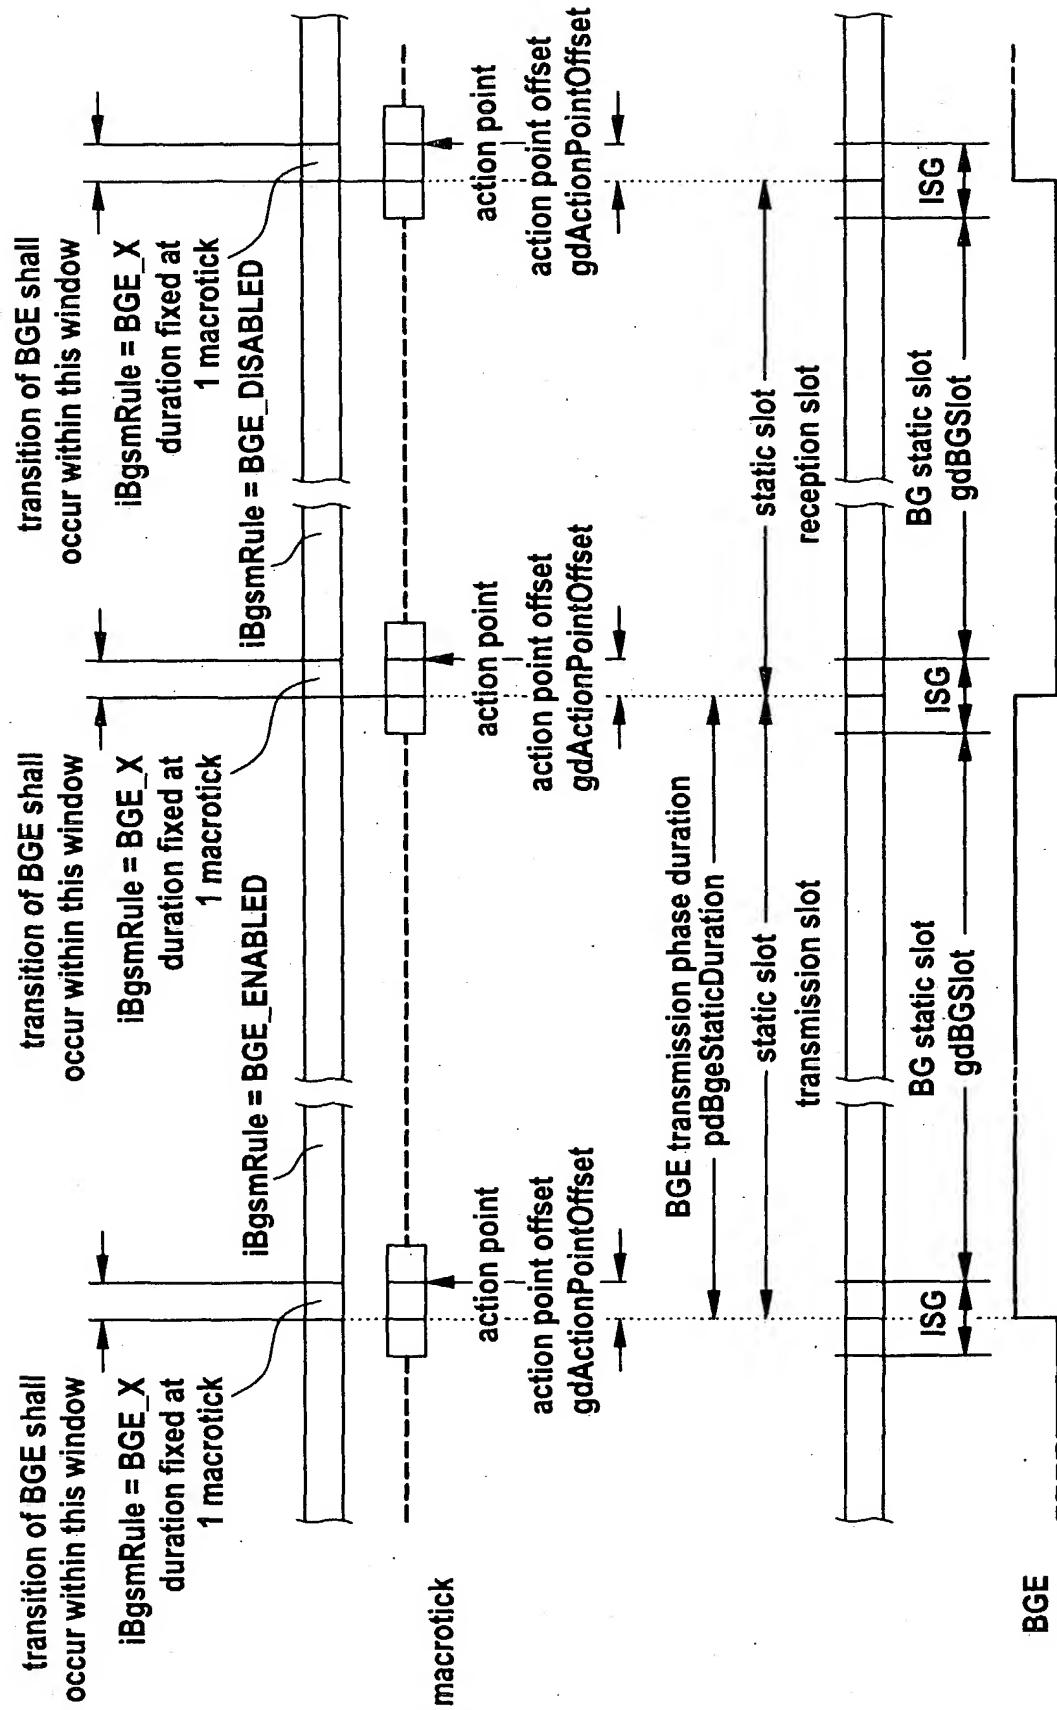 transition of BGE shall
occur within this window
iBgsmRule = BGE_X
duration fixed at
1 macrotick
iBgsmRule = BGE_ENABLED
transition of BGE shall
occur within this window
iBgsmRule = BGE_X
duration fixed at
1 macrotick
iBgsmRule = BGE_DISABLED
transition of BGE shall
occur within this window
iBgsmRule = BGE_X
duration fixed at
1 macrotick
macrotick
action point
action point offset
gdActionPointOffset
action point
action point offset
gdActionPointOffset
action point
action point offset
gdActionPointOffset
BGE transmission phase duration
pdBgeStaticDuration
static slot
transmission slot
static slot
reception slot
ISG
BG static slot
gdBGSlot
ISG
BG static slot
gdBGSlot
ISG
BGE